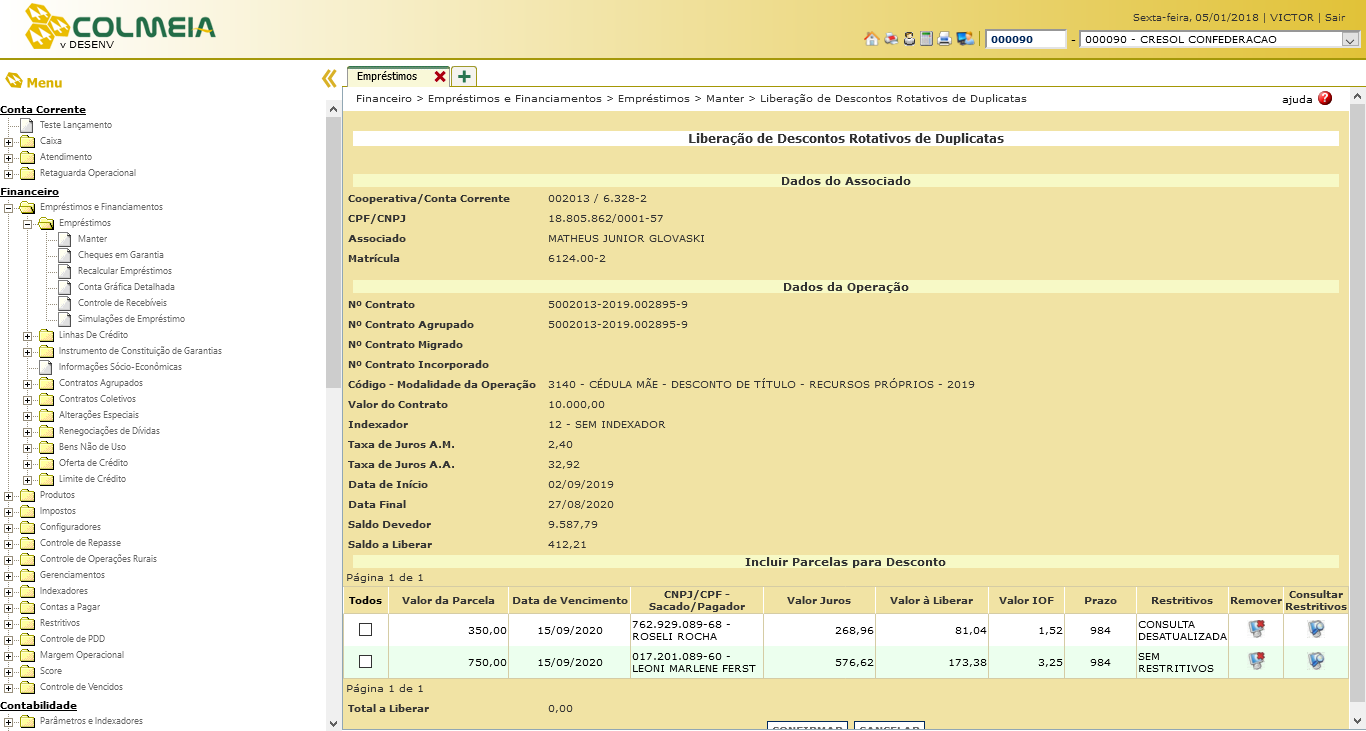 COLMEIA
v DESENV
Sexta-feira, 05/01/2018 | VICTOR | Sair
000090 - 000090 - CRESOL CONFEDERACAO
Menu
Conta Corrente
Teste Lançamento
Caixa
Atendimento
Retaguarda Operacional
Financeiro
Empréstimos e Financiamentos
Empréstimos
Manter
Cheques em Garantia
Recalcular Empréstimos
Conta Gráfica Detalhada
Controle de Recebíveis
Simulações de Empréstimo
Linhas De Crédito
Instrumento de Constituição de Garantias
Informações Sócio-Econômicas
Contratos Agrupados
Contratos Coletivos
Alterações Especiais
Renegociações de Dívidas
Bens Não de Uso
Oferta de Crédito
Limite de Crédito
Produtos
Impostos
Configuradores
Controle de Repasse
Controle de Operações Rurais
Gerenciamentos
Indexadores
Contas a Pagar
Restritivos
Controle de PDD
Margem Operacional
Score
Controle de Vencidos
Contabilidade
Parâmetros e Indexadores
Empréstimos
Financeiro > Empréstimos e Financiamentos > Empréstimos > Manter > Liberação de Descontos Rotativos de Duplicatas
ajuda ?
Liberação de Descontos Rotativos de Duplicatas
Dados do Associado
Cooperativa/Conta Corrente 002013 / 6.328-2
CPF/CNPJ 18.805.862/0001-57
Associado MATHEUS JUNIOR GLOVASKI
Matrícula 6124.00-2
Dados da Operação
Nº Contrato 5002013-2019.002895-9
Nº Contrato Agrupado 5002013-2019.002895-9
Nº Contrato Migrado
Nº Contrato Incorporado
Código - Modalidade da Operação 3140 - CÉDULA MÃE - DESCONTO DE TÍTULO - RECURSOS PRÓPRIOS - 2019
Valor do Contrato 10.000,00
Indexador 12 - SEM INDEXADOR
Taxa de Juros A.M. 2,40
Taxa de Juros A.A. 32,92
Data de Início 02/09/2019
Data Final 27/08/2020
Saldo Devedor 9.587,79
Saldo a Liberar 412,21
Incluir Parcelas para Desconto
Página 1 de 1
Todos Valor da Parcela Data de Vencimento CNPJ/CPF - Sacado/Pagador Valor Juros Valor à Liberar Valor IOF Prazo Restritivos Remover Consultar Restritivos
350,00 15/09/2020 762.929.089-68 - ROSELI ROCHA 268,96 81,04 1,52 984 CONSULTA DESATUALIZADA
750,00 15/09/2020 017.201.089-60 - LEONI MARLENE FERST 576,62 173,38 3,25 984 SEM RESTRITIVOS
Página 1 de 1
Total a Liberar 0,00
CONFIRMAR CANCELAR